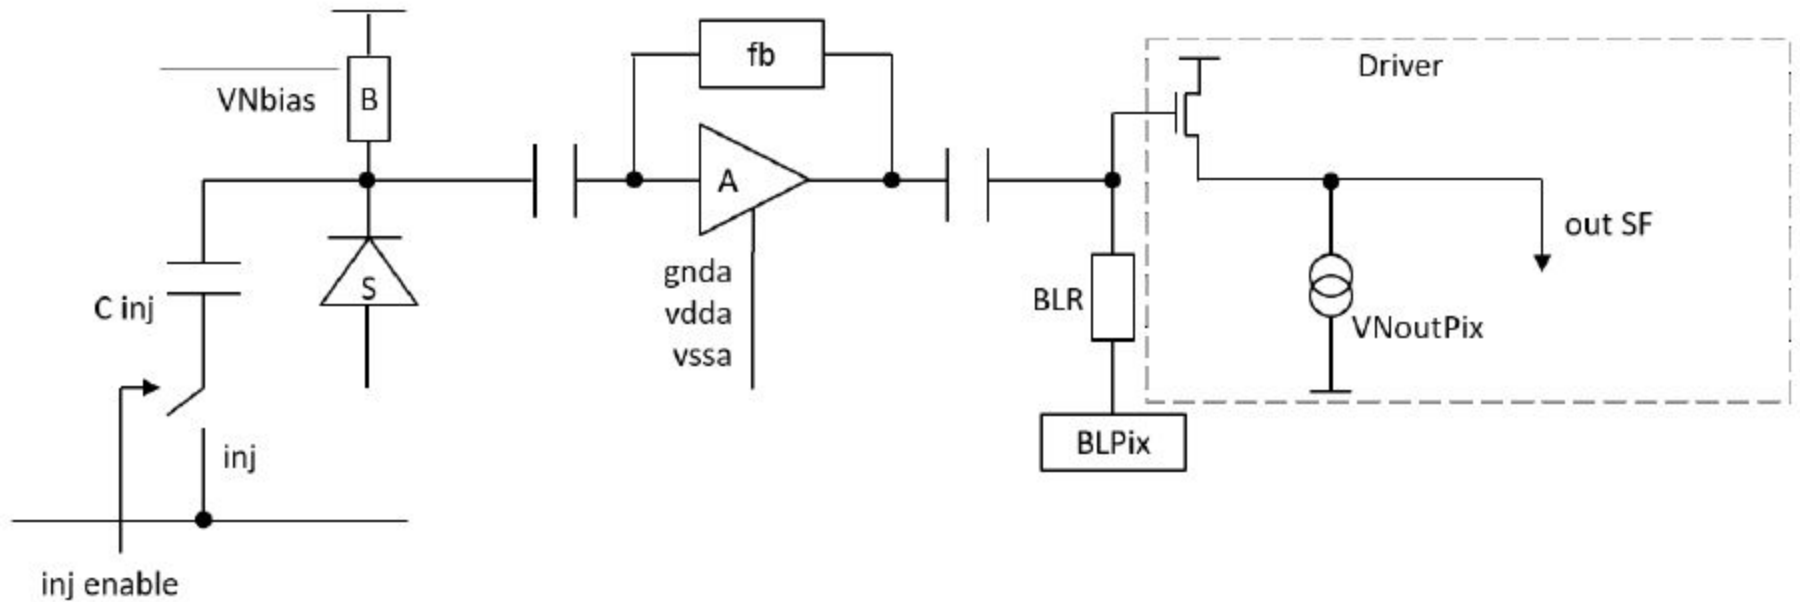 fb
Driver
VNbias
B
A
S
gnda
vdda
vssa
out SF
C inj
BLR
VNoutPix
BLPix
inj
inj enable